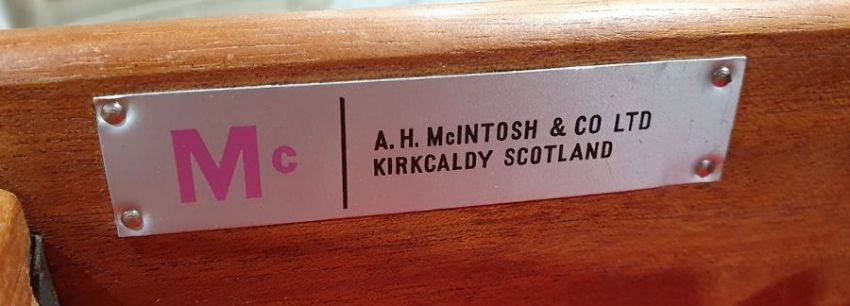 Mc
A.H. McINTOSH & CO LTD
KIRKCALDY SCOTLAND